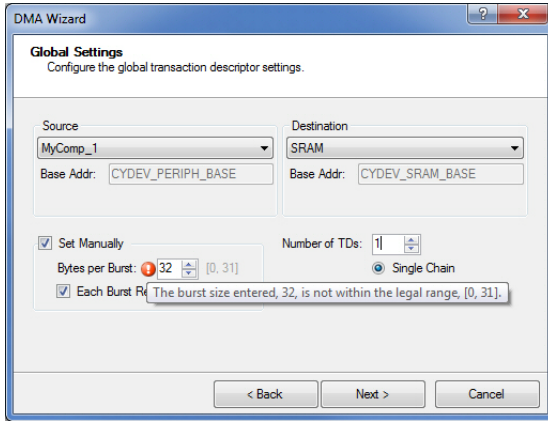 DMA Wizard
Global Settings
Configure the global transaction descriptor settings.
Source
MyComp_1
Base Addr: CYDEV_PERIPH_BASE
Destination
SRAM
Base Addr: CYDEV_SRAM_BASE
Set Manually
Bytes per Burst: 32 [0, 31]
Each Burst Re
The burst size entered, 32, is not within the legal range, [0, 31].
Number of TDs: 1
Single Chain
< Back Next > Cancel